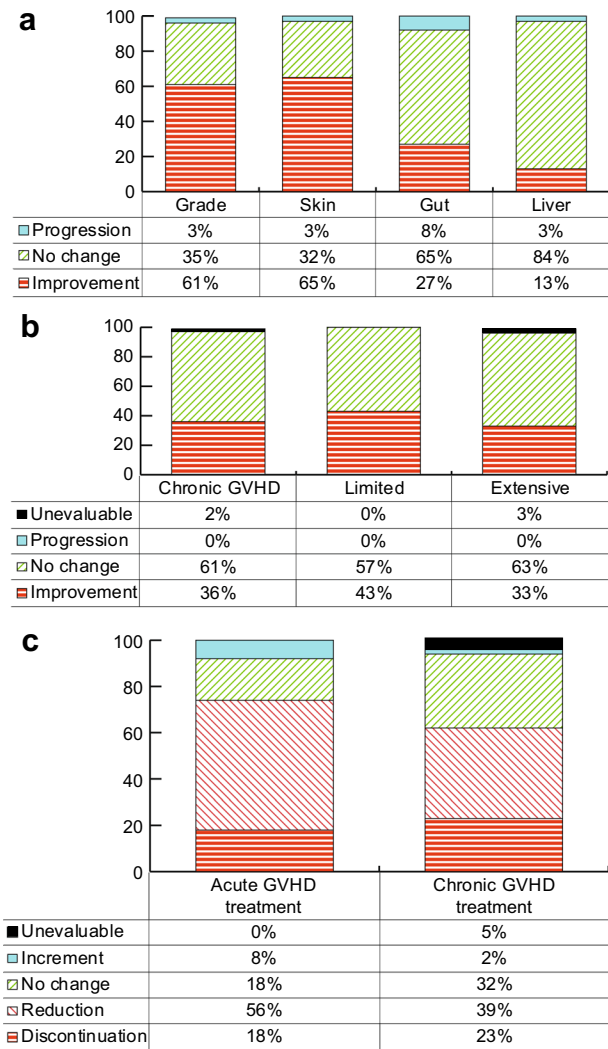 a
100
80
60
40
20
0
Grade Skin Gut Liver
Progression 3% 3% 8% 3%
No change 35% 32% 65% 84%
Improvement 61% 65% 27% 13%
b
100
80
60
40
20
0
Chronic GVHD Limited Extensive
Unevaluable 2% 0% 3%
Progression 0% 0% 0%
No change 61% 57% 63%
Improvement 36% 43% 33%
c
100
80
60
40
20
0
Acute GVHD Chronic GVHD
treatment treatment
Unevaluable 0% 5%
Increment 8% 2%
No change 18% 32%
Reduction 56% 39%
Discontinuation 18% 23%